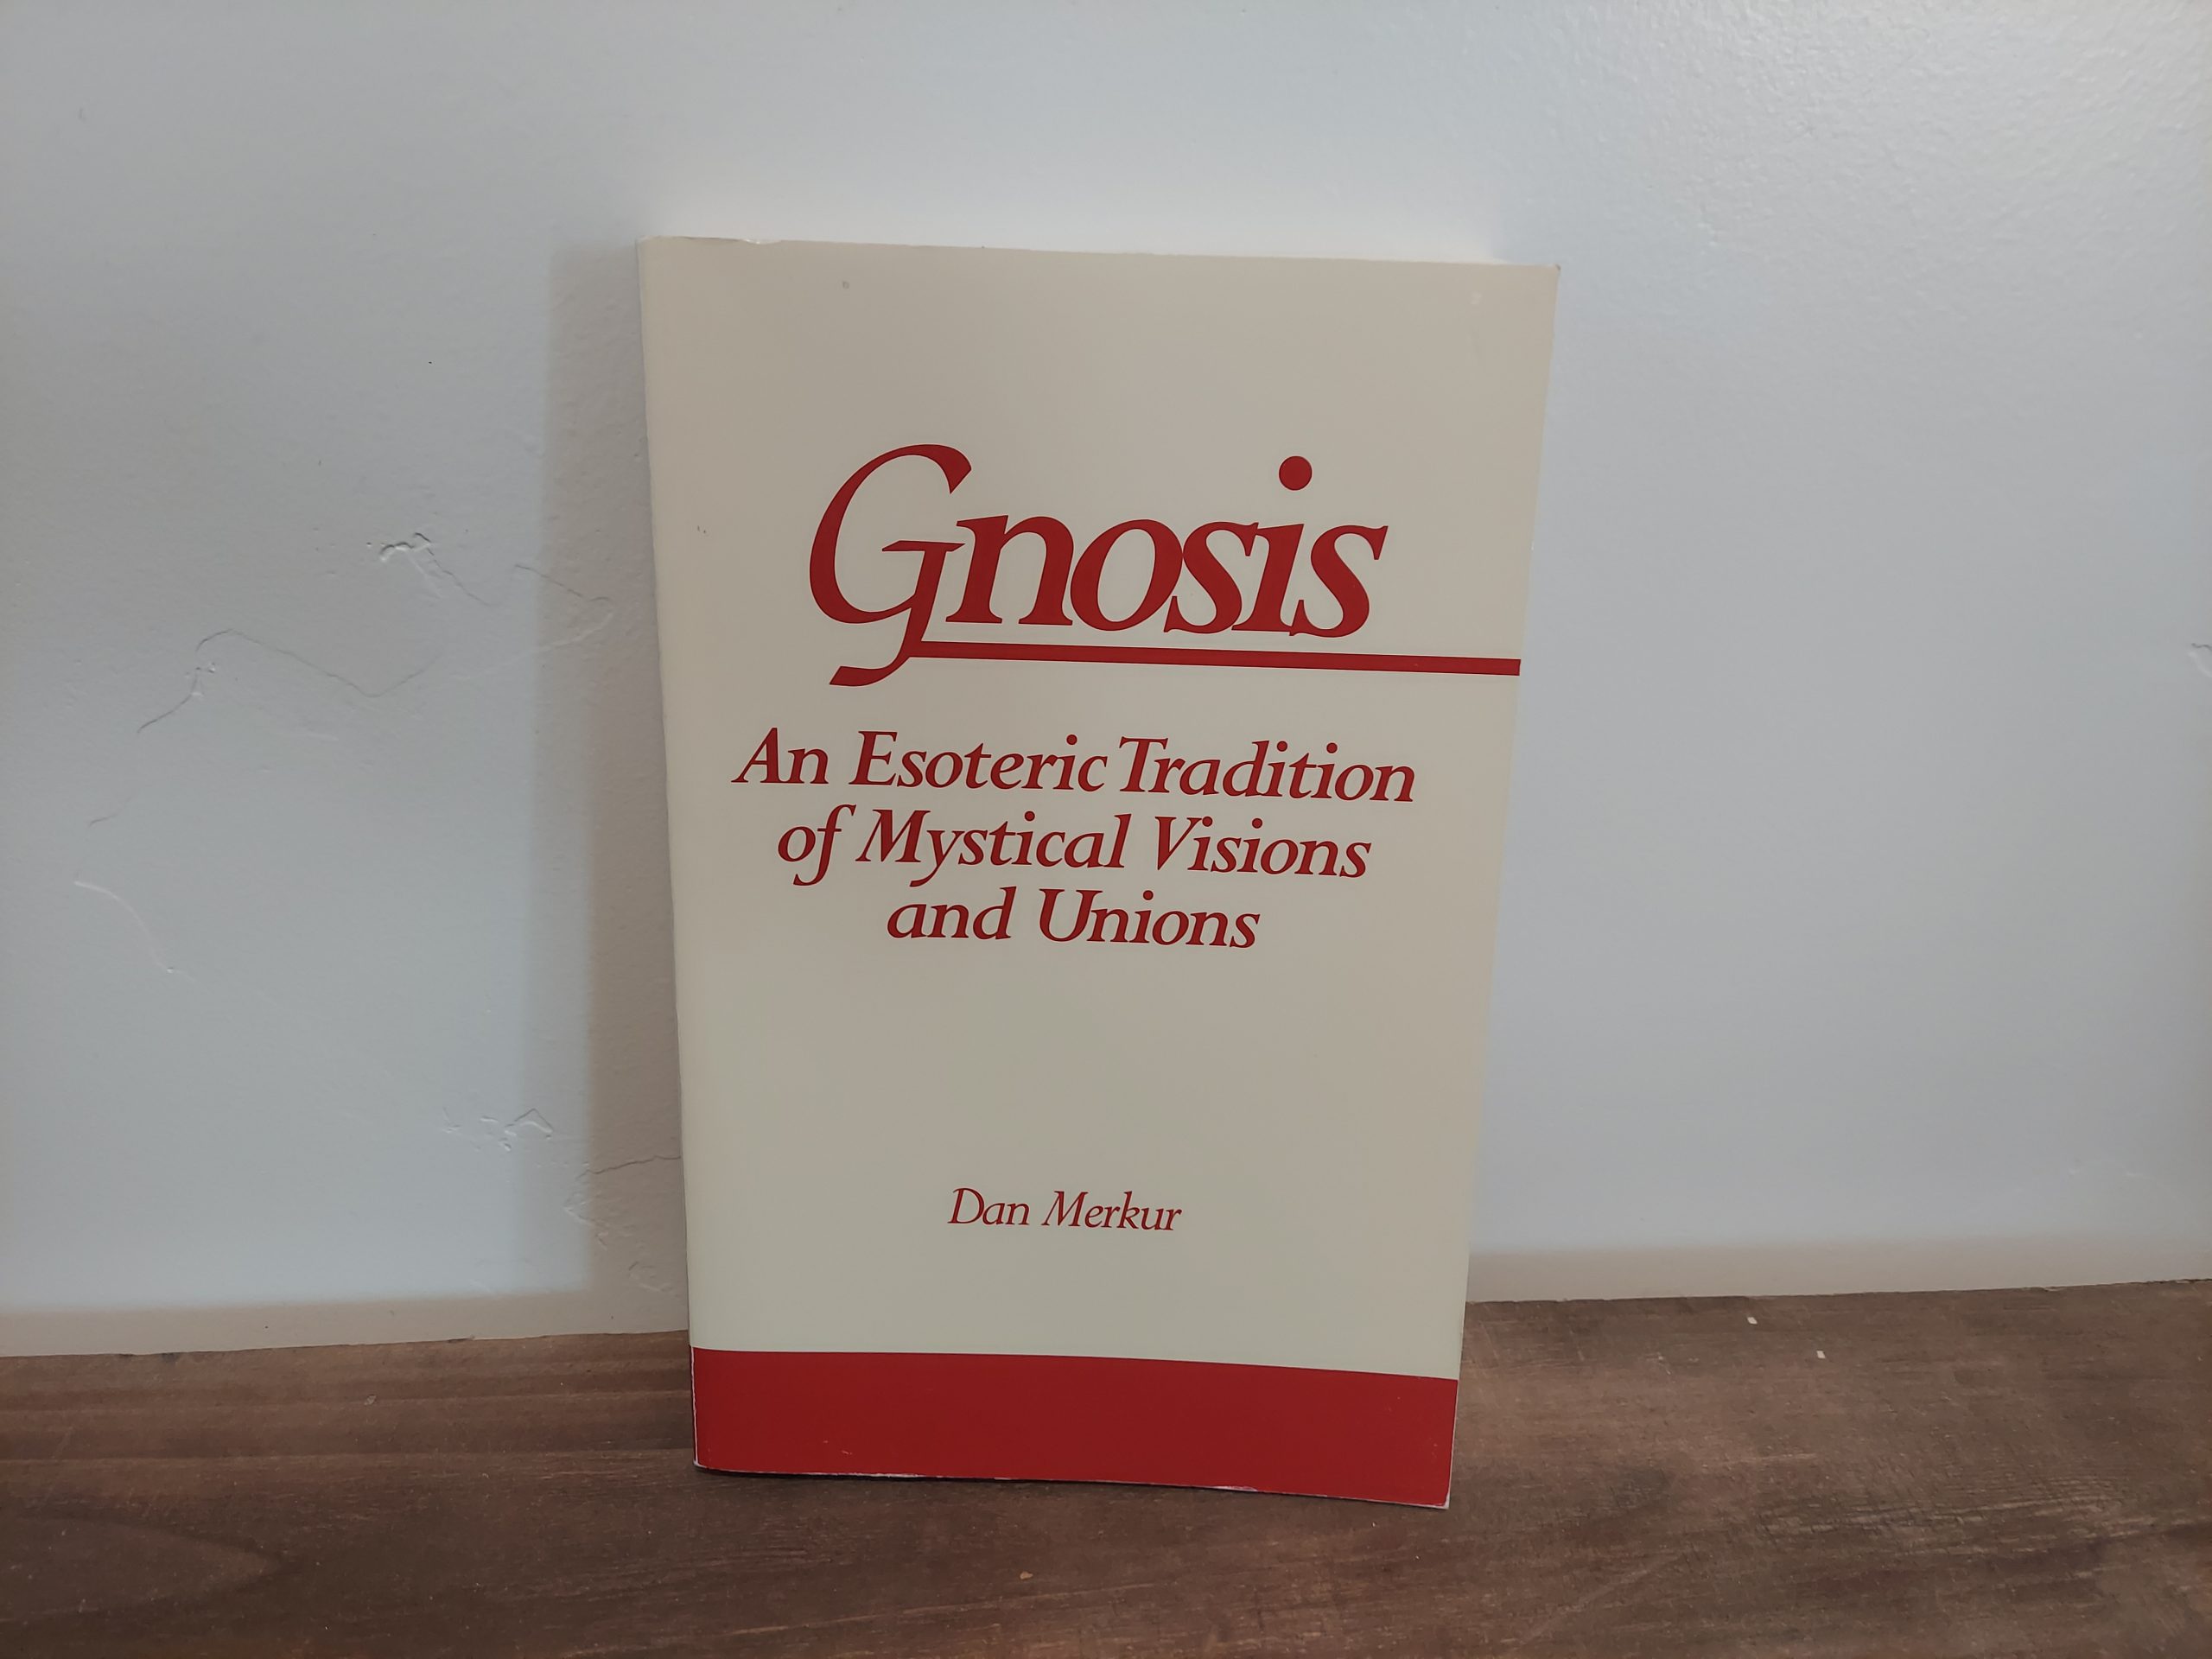 Gnosis
An Esoteric Tradition
of Mystical Visions
and Unions
Dan Merkur